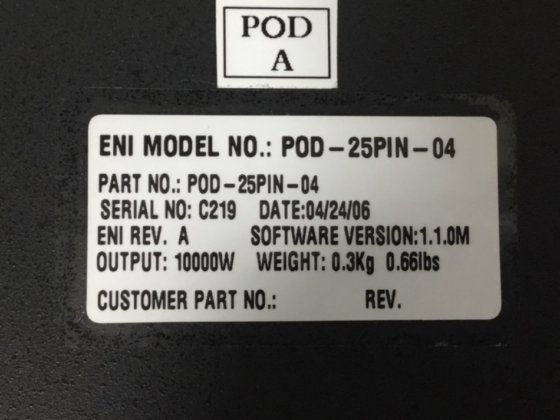 POD
A
ENI MODEL NO.: POD-25PIN-04
PART NO.: POD-25PIN-04
SERIAL NO: C219 DATE:04/24/06
ENI REV. A SOFTWARE VERSION:1.1.0M
OUTPUT: 10000W WEIGHT: 0.3Kg 0.66lbs
CUSTOMER PART NO.: REV.